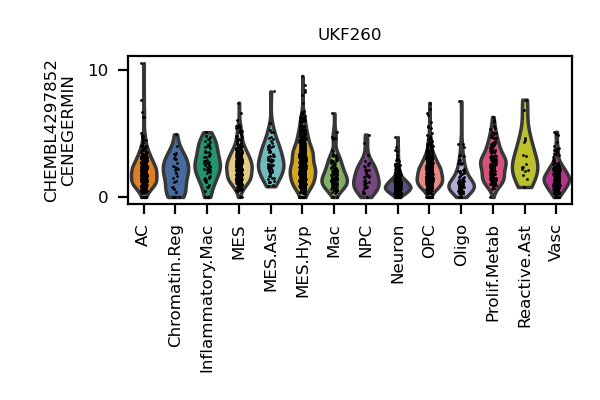 UKF260
CHEMBL4297852
CENEGERMIN
10
0
AC
Chromatin.Reg
Inflammatory.Mac
MES
MES.Ast
MES.Hyp
Mac
NPC
Neuron
OPC
Oligo
Prolif.Metab
Reactive.Ast
Vasc